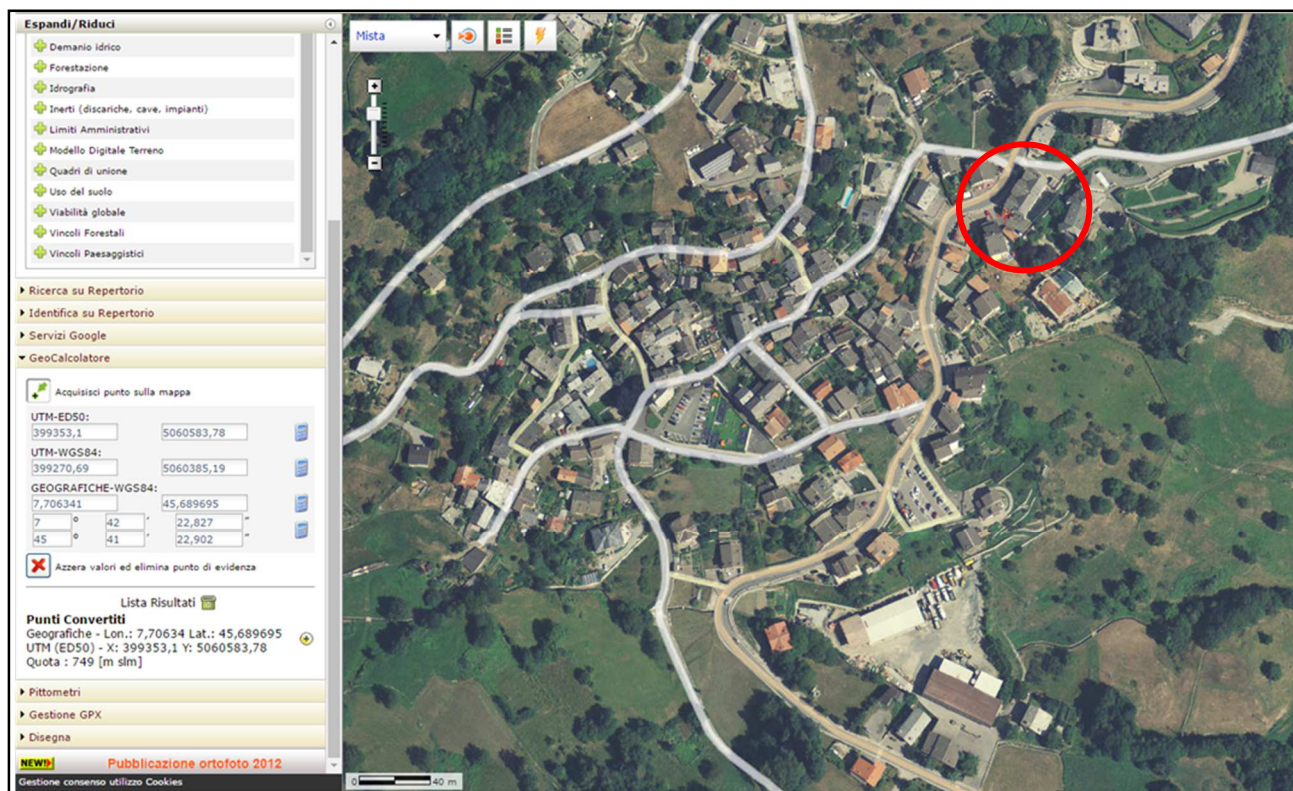 Espandi/Riduci
Demanio idrico
Forestazione
Idrografia
Inerti (discariche, cave, impianti)
Limiti Amministrativi
Modello Digitale Terreno
Quadri di unione
Uso del suolo
Viabilità globale
Vincoli Forestali
Vincoli Paesaggistici
Ricerca su Repertorio
Identifica su Repertorio
Servizi Google
GeoCalcolatore
Acquisisci punto sulla mappa
UTM-ED50:
399353,1 5060583,78
UTM-WGS84:
399270,69 5060385,19
GEOGRAFICHE-WGS84:
7,706341 45,689695
7 ° 42 ' 22,827 "
45 ° 41 ' 22,902 "
Azzera valori ed elimina punto di evidenza
Lista Risultati
Punti Convertiti
Geografiche - Lon.: 7,70634 Lat.: 45,689695
UTM (ED50) - X: 399353,1 Y: 5060583,78
Quota : 749 [m slm]
Pittometri
Gestione GPX
Disegna
NEW!! Pubblicazione ortofoto 2012
Gestione consenso utilizzo Cookies
Mista
0 40 m